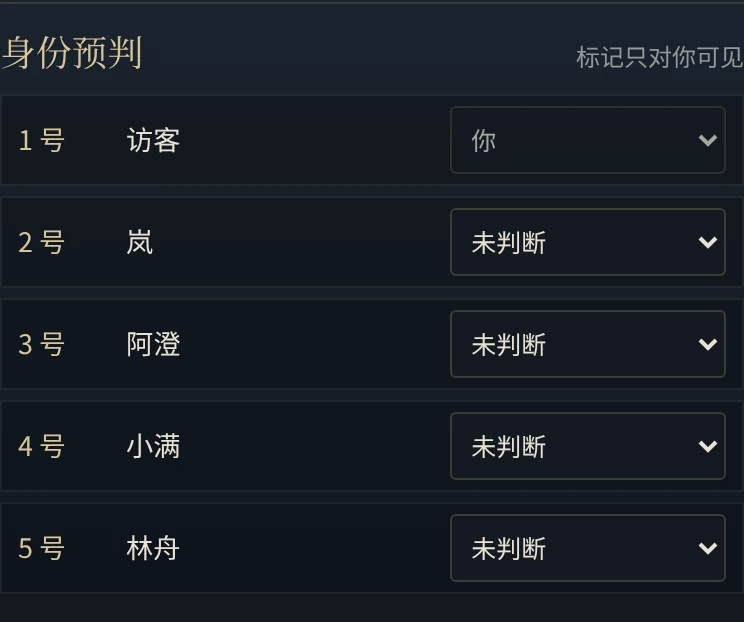 身份预判 标记只对你可见
1 号 访客 你
2 号 岚 未判断
3 号 阿澄 未判断
4 号 小满 未判断
5 号 林舟 未判断